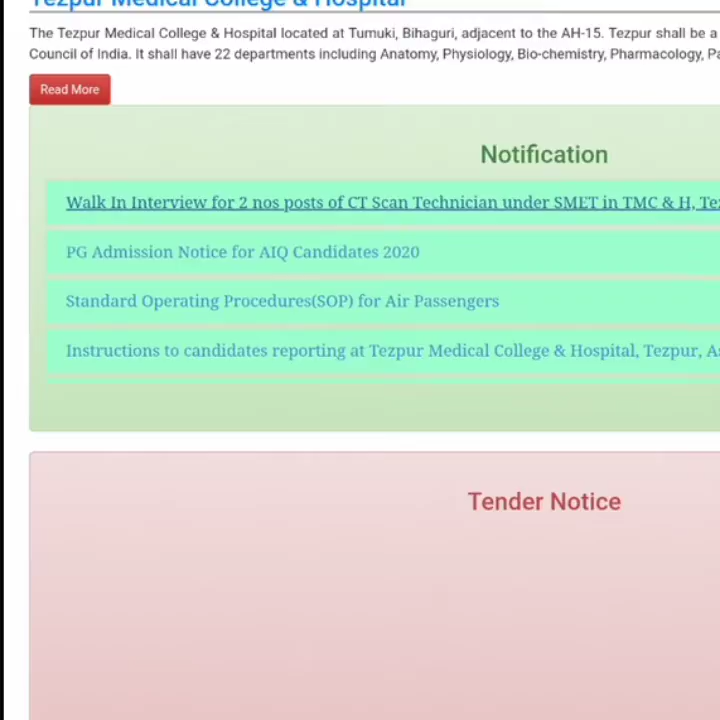 Tezpur Medical College & Hospital
The Tezpur Medical College & Hospital located at Tumuki, Bihaguri, adjacent to the AH-15. Tezpur shall be a
Council of India. It shall have 22 departments including Anatomy, Physiology, Bio-chemistry, Pharmacology,
Read More
Notification
Walk In Interview for 2 nos posts of CT Scan Technician under SMET in TMC & H,
PG Admission Notice for AIQ Candidates 2020
Standard Operating Procedures(SOP) for Air Passengers
Instructions to candidates reporting at Tezpur Medical College & Hospital, Tezpur,
Tender Notice